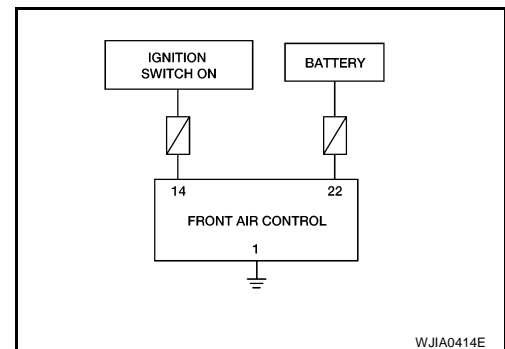 IGNITION
SWITCH ON
BATTERY
14
22
FRONT AIR CONTROL
1
WJIA0414E